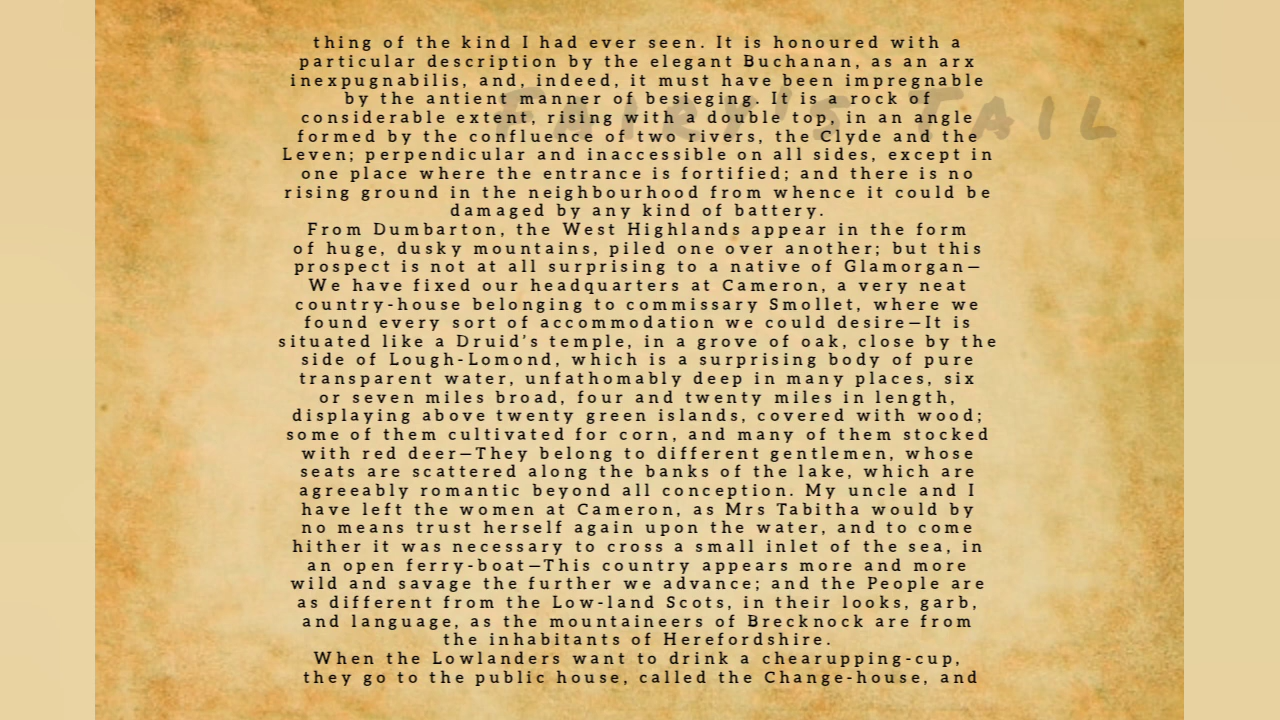 thing of the kind I had ever seen. It is honoured with a
particular description by the elegant Buchanan, as an arx
inexpugnabilis, and, indeed, it must have been impregnable
by the antient manner of besieging. It is a rock of
FAIRY'S TAIL
considerable extent, rising with a double top, in an angle
formed by the confluence of two rivers, the Clyde and the
Leven; perpendicular and inaccessible on all sides, except in
one place where the entrance is fortified; and there is no
rising ground in the neighbourhood from whence it could be
damaged by any kind of battery.
From Dumbarton, the West Highlands appear in the form
of huge, dusky mountains, piled one over another; but this
prospect is not at all surprising to a native of Glamorgan—
We have fixed our headquarters at Cameron, a very neat
country-house belonging to commissary Smollet, where we
found every sort of accommodation we could desire—It is
situated like a Druid’s temple, in a grove of oak, close by the
side of Lough-Lomond, which is a surprising body of pure
transparent water, unfathomably deep in many places, six
or seven miles broad, four and twenty miles in length,
displaying above twenty green islands, covered with wood;
some of them cultivated for corn, and many of them stocked
with red deer—They belong to different gentlemen, whose
seats are scattered along the banks of the lake, which are
agreeably romantic beyond all conception. My uncle and I
have left the women at Cameron, as Mrs Tabitha would by
no means trust herself again upon the water, and to come
hither it was necessary to cross a small inlet of the sea, in
an open ferry-boat—This country appears more and more
wild and savage the further we advance; and the People are
as different from the Low-land Scots, in their looks, garb,
and language, as the mountaineers of Brecknock are from
the inhabitants of Herefordshire.
When the Lowlanders want to drink a chearupping-cup,
they go to the public house, called the Change-house, and